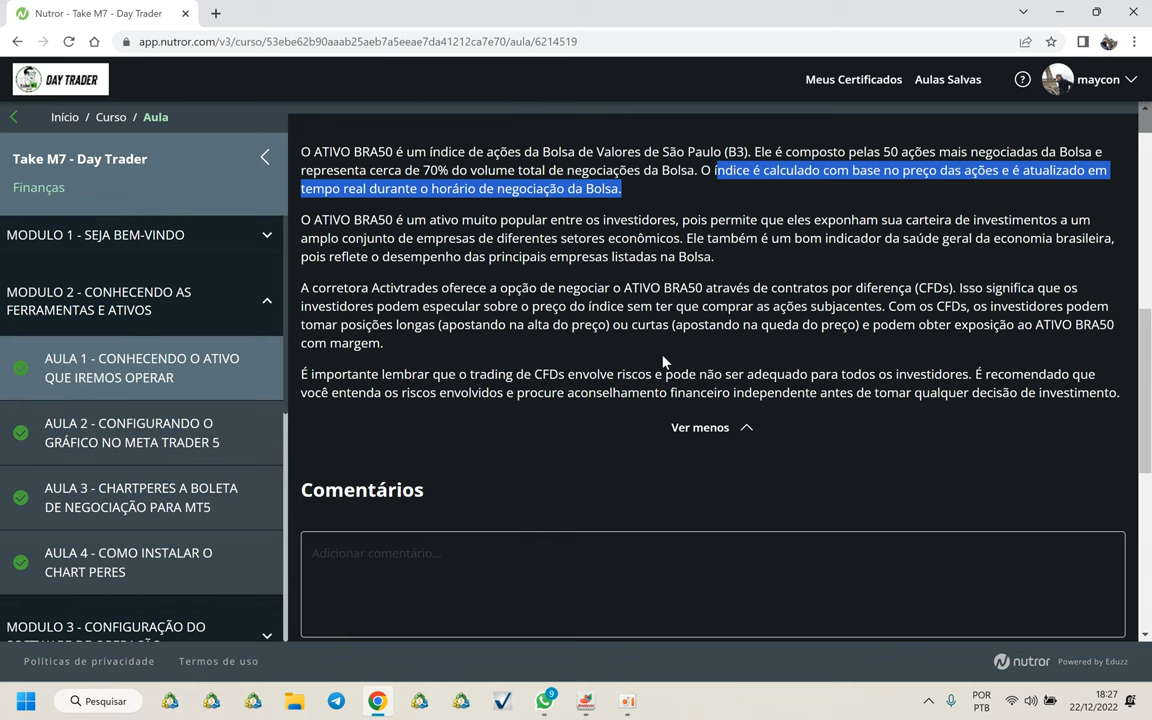 Nutror - Take M7 - Day Trader
app.nutror.com/v3/curso/53ebe62b90aaab25aeb7a5eeae7da41212ca7e70/aula/6214519
DAY TRADER
Meus Certificados
Aulas Salvas
maycon
Início / Curso / Aula
Take M7 - Day Trader
Finanças
MODULO 1 - SEJA BEM-VINDO
MODULO 2 - CONHECENDO AS
FERRAMENTAS E ATIVOS
AULA 1 - CONHECENDO O ATIVO
QUE IREMOS OPERAR
AULA 2 - CONFIGURANDO O
GRÁFICO NO META TRADER 5
AULA 3 - CHARTPERES A BOLETA
DE NEGOCIAÇÃO PARA MT5
AULA 4 - COMO INSTALAR O
CHART PERES
MODULO 3 - CONFIGURAÇÃO DO
O ATIVO BRA50 é um índice de ações da Bolsa de Valores de São Paulo (B3). Ele é composto pelas 50 ações mais negociadas da Bolsa e
representa cerca de 70% do volume total de negociações da Bolsa. O índice é calculado com base no preço das ações e é atualizado em
tempo real durante o horário de negociação da Bolsa.
O ATIVO BRA50 é um ativo muito popular entre os investidores, pois permite que eles exponham sua carteira de investimentos a um
amplo conjunto de empresas de diferentes setores econômicos. Ele também é um bom indicador da saúde geral da economia brasileira,
pois reflete o desempenho das principais empresas listadas na Bolsa.
A corretora Activtrades oferece a opção de negociar o ATIVO BRA50 através de contratos por diferença (CFDs). Isso significa que os
investidores podem especular sobre o preço do índice sem ter que comprar as ações subjacentes. Com os CFDs, os investidores podem
tomar posições longas (apostando na alta do preço) ou curtas (apostando na queda do preço) e podem obter exposição ao ATIVO BRA50
com margem.
É importante lembrar que o trading de CFDs envolve riscos e pode não ser adequado para todos os investidores. É recomendado que
você entenda os riscos envolvidos e procure aconselhamento financeiro independente antes de tomar qualquer decisão de investimento.
Ver menos
Comentários
Adicionar comentário...
Políticas de privacidade
Termos de uso
nutror Powered by Eduzz
Pesquisar
9
POR
PTB
18:27
22/12/2022